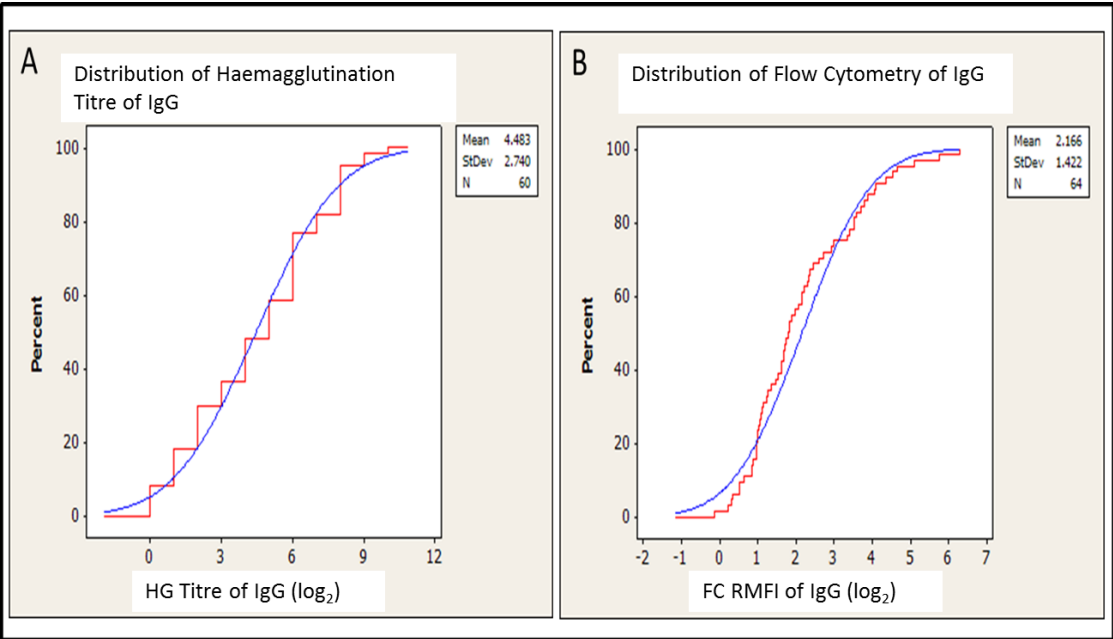 A
Distribution of Haemagglutination
Titre of IgG
Mean 4.483
StDev 2.740
N 60
100
80
60
40
20
0
Percent
0 3 6 9 12
HG Titre of IgG (log₂)
B
Distribution of Flow Cytometry of IgG
Mean 2.166
StDev 1.422
N 64
100
80
60
40
20
0
Percent
-2 -1 0 1 2 3 4 5 6 7
FC RMFI of IgG (log₂)